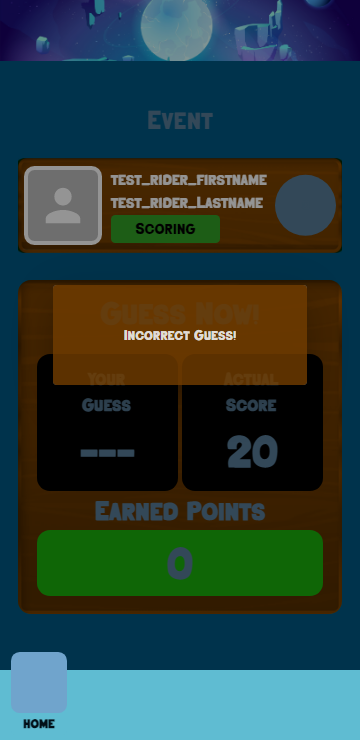 Event
TEST_RIDER_FIRSTNAME
TEST_RIDER_LASTNAME
Scoring
Guess Now!
Incorrect Guess!
Your Guess
Actual Score
---
20
Earned Points
0
HOME